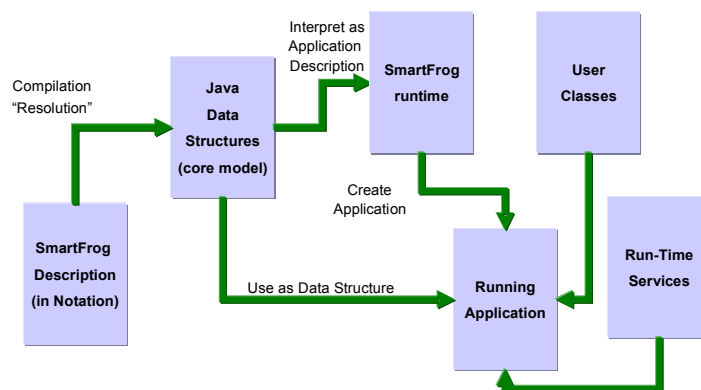 Interpret as
Application
Description
Compilation
“Resolution”
Java
Data
Structures
(core model)
SmartFrog
runtime
User
Classes
Create
Application
SmartFrog
Description
(in Notation)
Use as Data Structure
Running
Application
Run-Time
Services